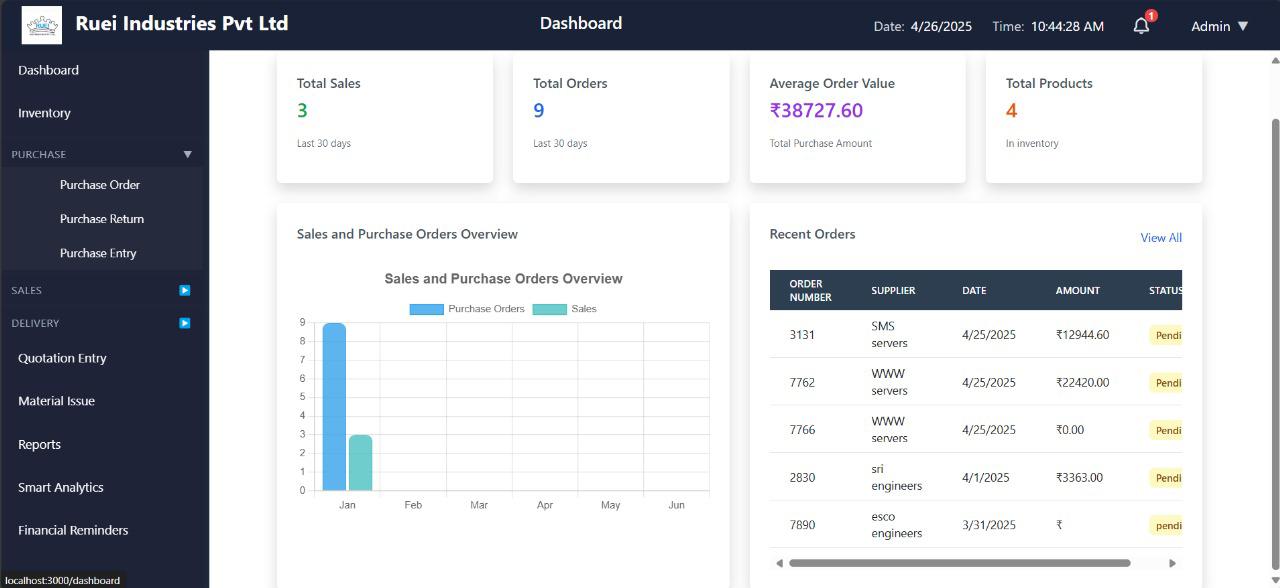 RUEI
Ruei Industries Pvt Ltd
Dashboard
Date: 4/26/2025
Time: 10:44:28 AM
1
Admin ▼
Dashboard
Inventory
PURCHASE ▼
Purchase Order
Purchase Return
Purchase Entry
SALES
DELIVERY
Quotation Entry
Material Issue
Reports
Smart Analytics
Financial Reminders
localhost:3000/dashboard
Total Sales
3
Last 30 days
Total Orders
9
Last 30 days
Average Order Value
₹38727.60
Total Purchase Amount
Total Products
4
In inventory
Sales and Purchase Orders Overview
Sales and Purchase Orders Overview
Purchase Orders Sales
9
8
7
6
5
4
3
2
1
0
Jan Feb Mar Apr May Jun
Recent Orders
View All
ORDER NUMBER SUPPLIER DATE AMOUNT STATUS
3131 SMS servers 4/25/2025 ₹12944.60 Pendi
7762 WWW servers 4/25/2025 ₹22420.00 Pendi
7766 WWW servers 4/25/2025 ₹0.00 Pendi
2830 sri engineers 4/1/2025 ₹3363.00 Pendi
7890 esco engineers 3/31/2025 ₹ pendi